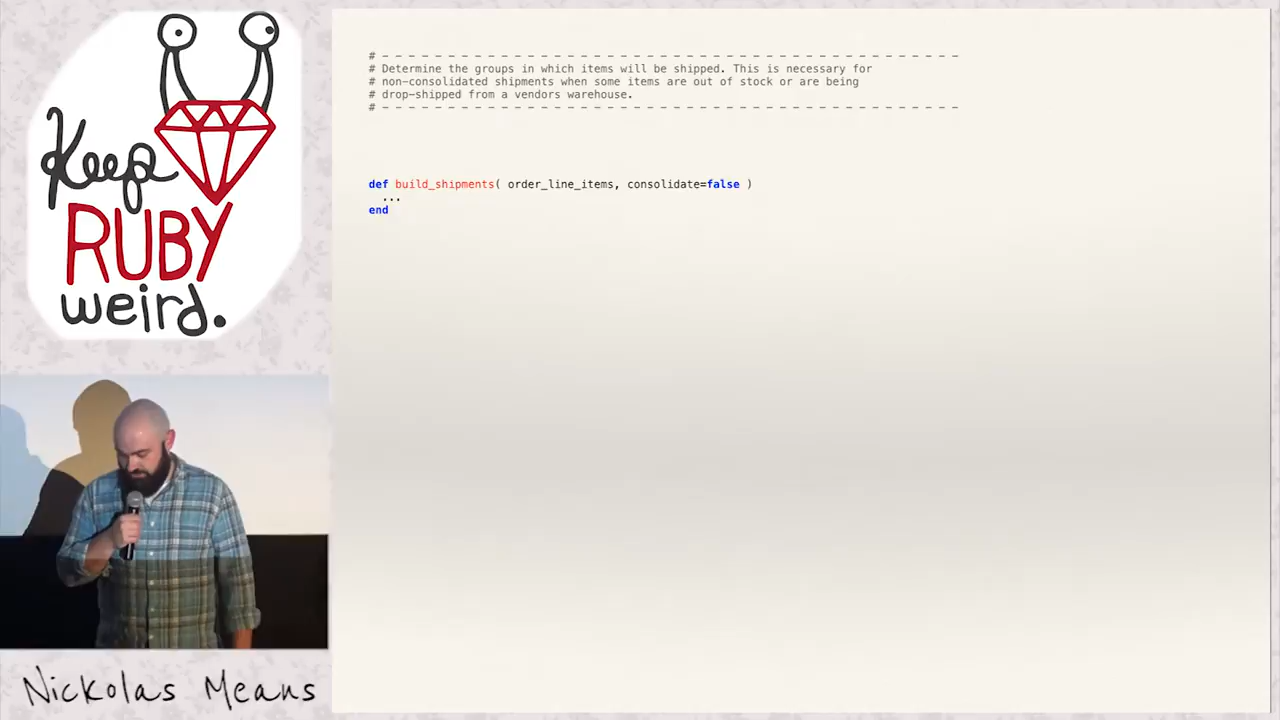 Keep
RUBY
weird.
Nickolas Means
# - - - - - - - - - - - - - - - - - - - - - - - - - - - - - - - - - - - - - - - - - - - -
# Determine the groups in which items will be shipped. This is necessary for
# non-consolidated shipments when some items are out of stock or are being
# drop-shipped from a vendors warehouse.
# - - - - - - - - - - - - - - - - - - - - - - - - - - - - - - - - - - - - - - - - - - - -
def build_shipments( order_line_items, consolidate=false )
...
end